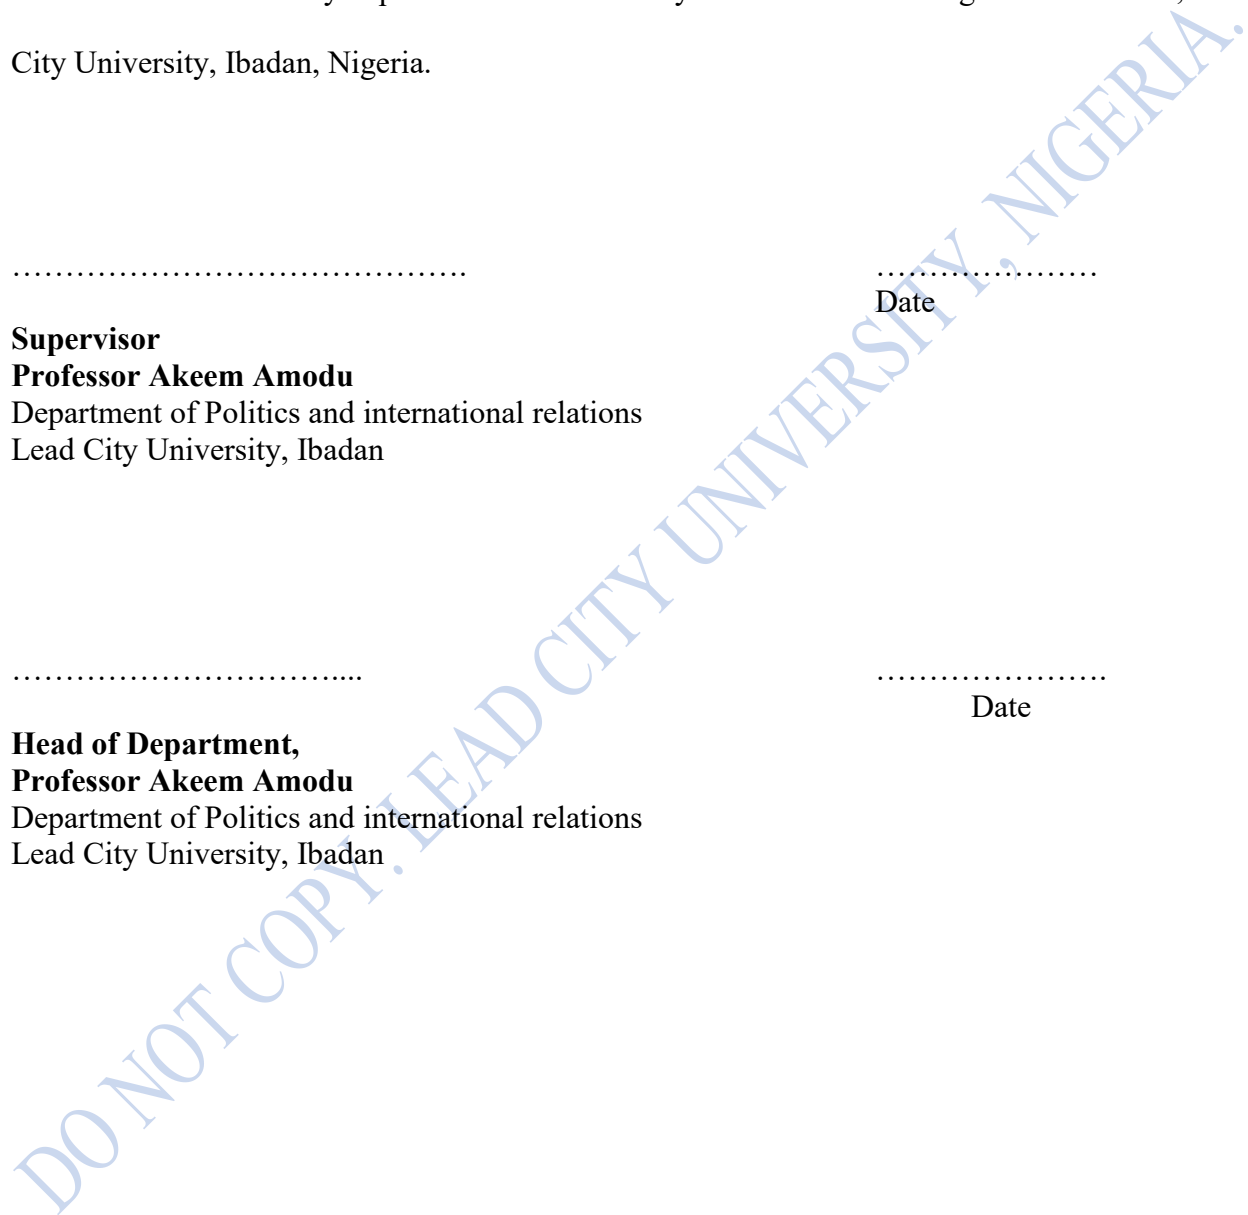 City University, Ibadan, Nigeria.
………………………………………. ………………….
Date
Supervisor
Professor Akeem Amodu
Department of Politics and international relations
Lead City University, Ibadan
………………………….... ………………….
Date
Head of Department,
Professor Akeem Amodu
Department of Politics and international relations
Lead City University, Ibadan
DO NOT COPY. LEAD CITY UNIVERSITY, NIGERIA.